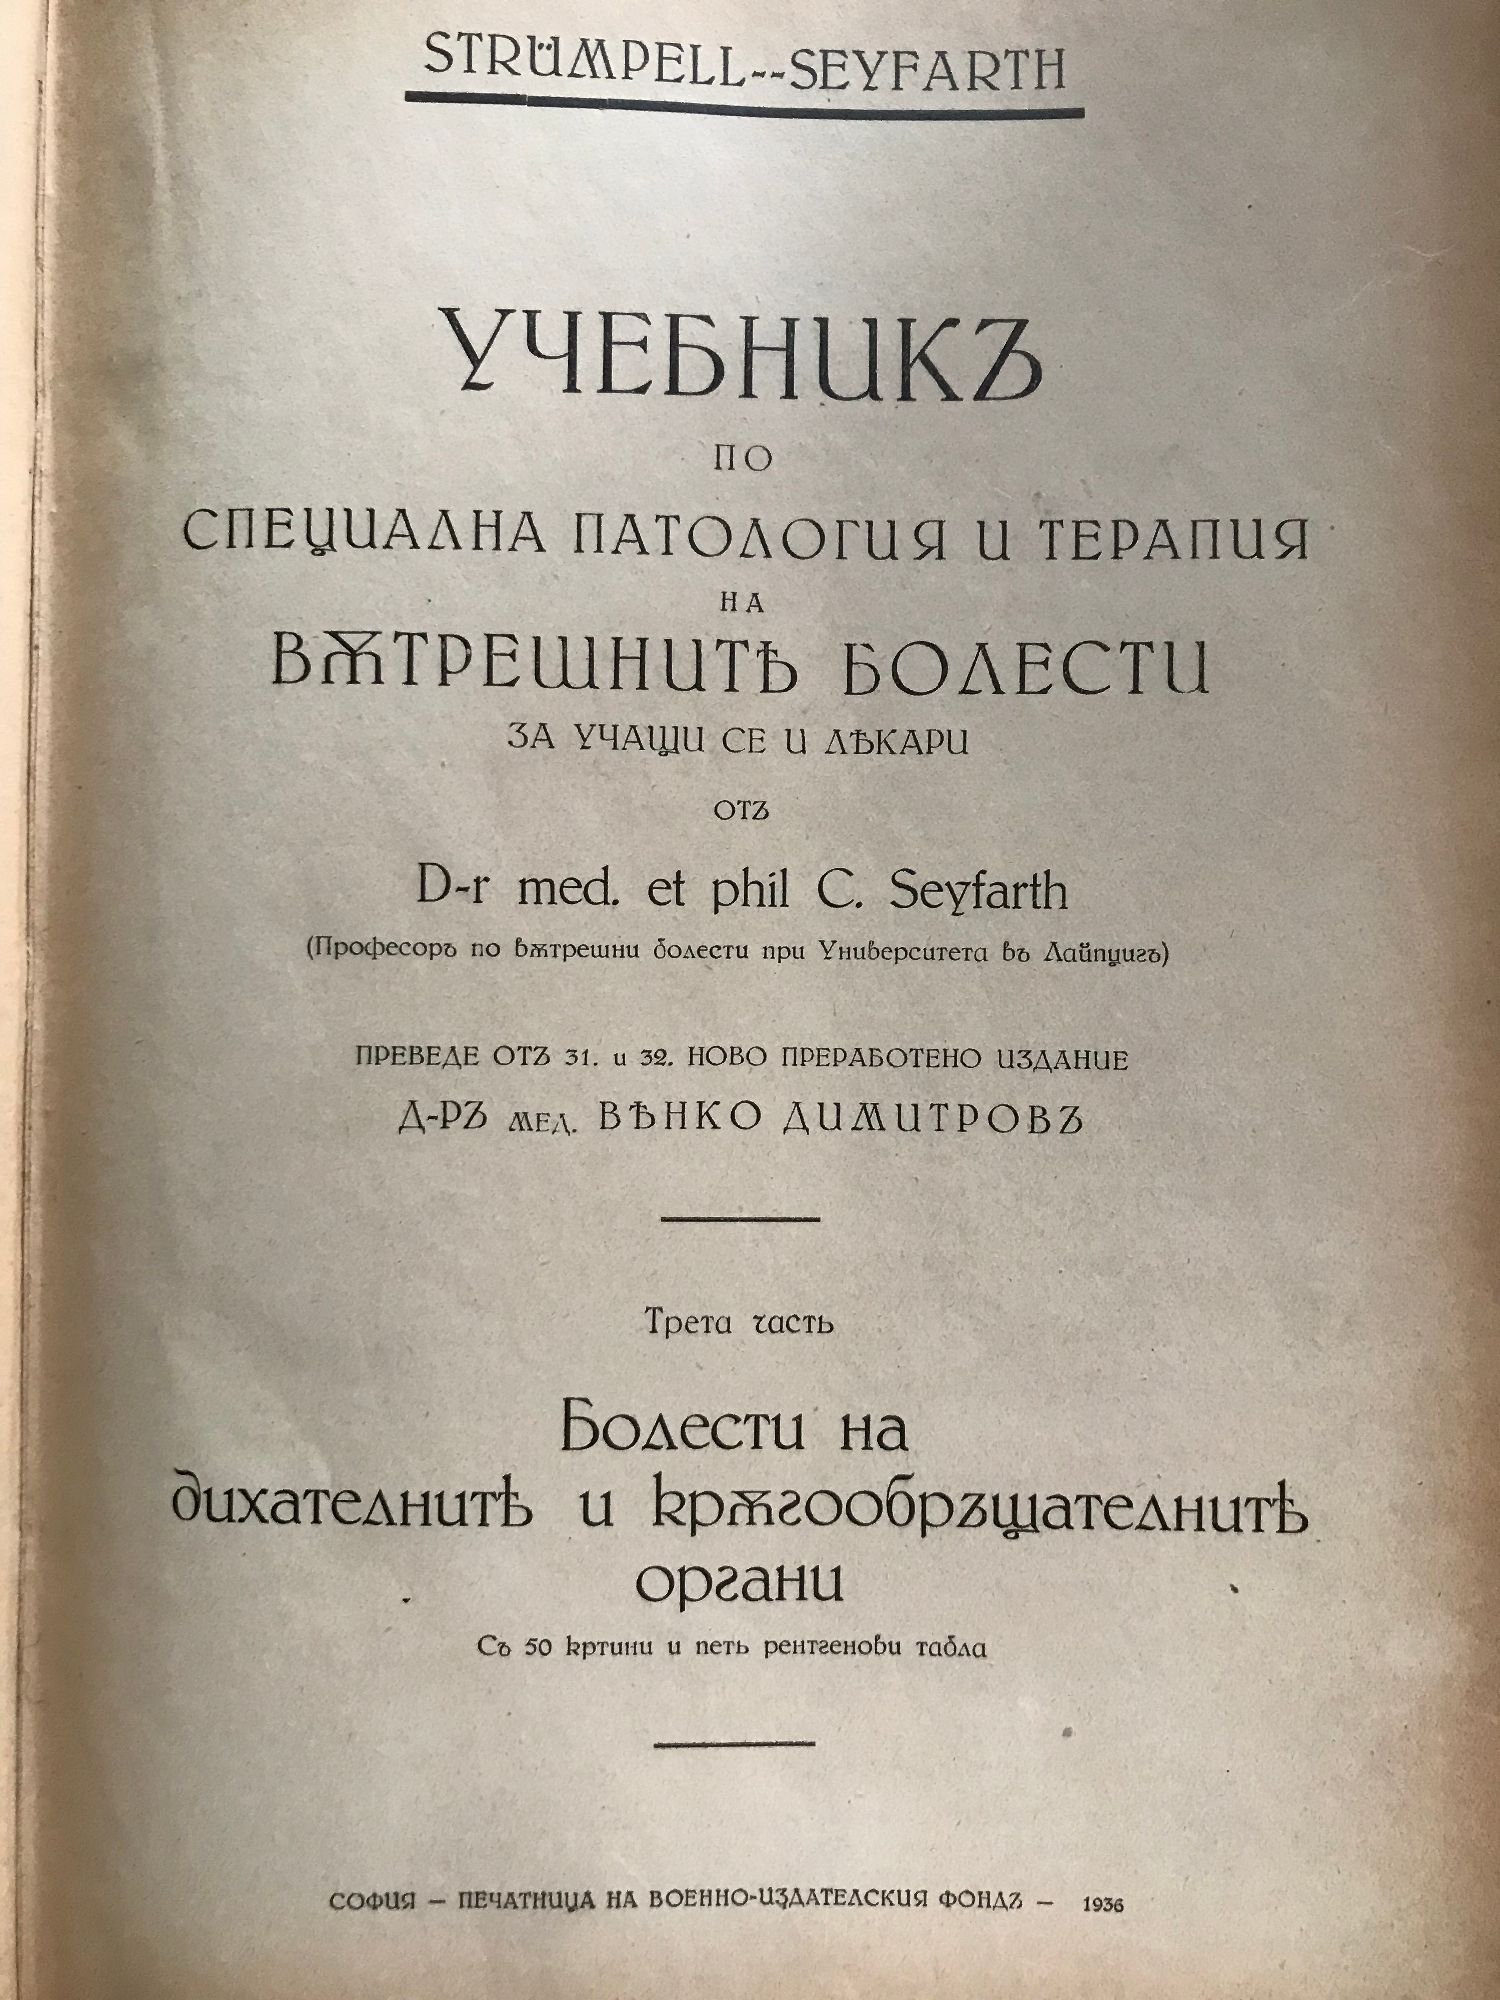 STRÜMPELL--SEYFARTH
УЧЕБНИКЪ
ПО
СПЕЦИАЛНА ПАТОЛОГИЯ И ТЕРАПИЯ
НА
ВѪТРЕШНИТѢ БОЛЕСТИ
ЗА УЧАЩИ СЕ И ЛѢКАРИ
ОТЪ
D-r med. et phil C. Seyfarth
(Професоръ по вѫтрешни болести при Университета въ Лайпцигъ)
ПРЕВЕДЕ ОТЪ 31. и 32. НОВО ПРЕРАБОТЕНО ИЗДАНИЕ
Д-РЪ МЕД. ВѢНКО ДИМИТРОВЪ
Трета часть
Болести на
дихателнитѣ и крѫгообръщателнитѣ
органи
Съ 50 кртини и петь рентгенови табла
СОФИЯ — ПЕЧАТНИЦА НА ВОЕННО-ИЗДАТЕЛСКИЯ ФОНДЪ — 1936